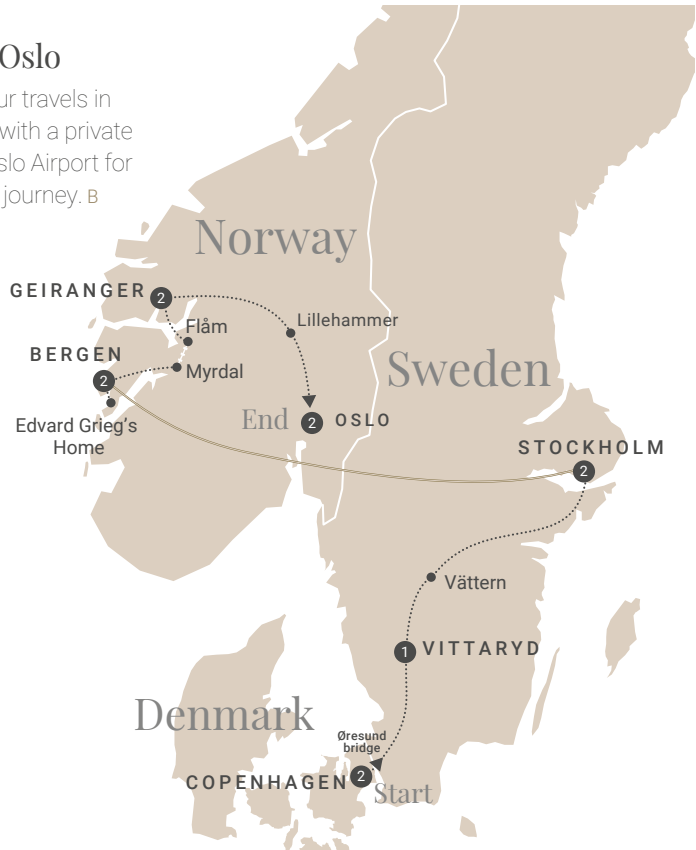 Oslo
ur travels in
with a private
slo Airport for
journey. B
Norway
GEIRANGER 2
Flåm
Lillehammer
BERGEN
2
Myrdal
Edvard Grieg's
Home
Sweden
End 2 OSLO
STOCKHOLM
2
Vättern
1 VITTARYD
Denmark
Øresund
bridge
COPENHAGEN 2
Start